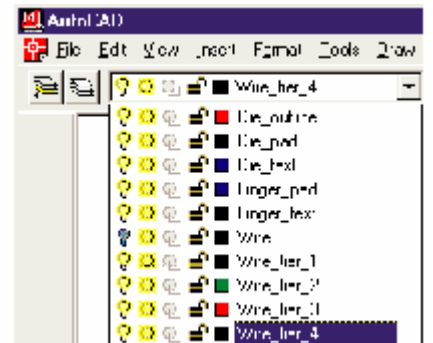 AutoCAD
File Edit View Insert Format Tools Draw
Wire_tier_4
Die_outline
Die_pad
Die_text
Finger_pad
Finger_text
Wire
Wire_tier_1
Wire_tier_2
Wire_tier_3
Wire_tier_4